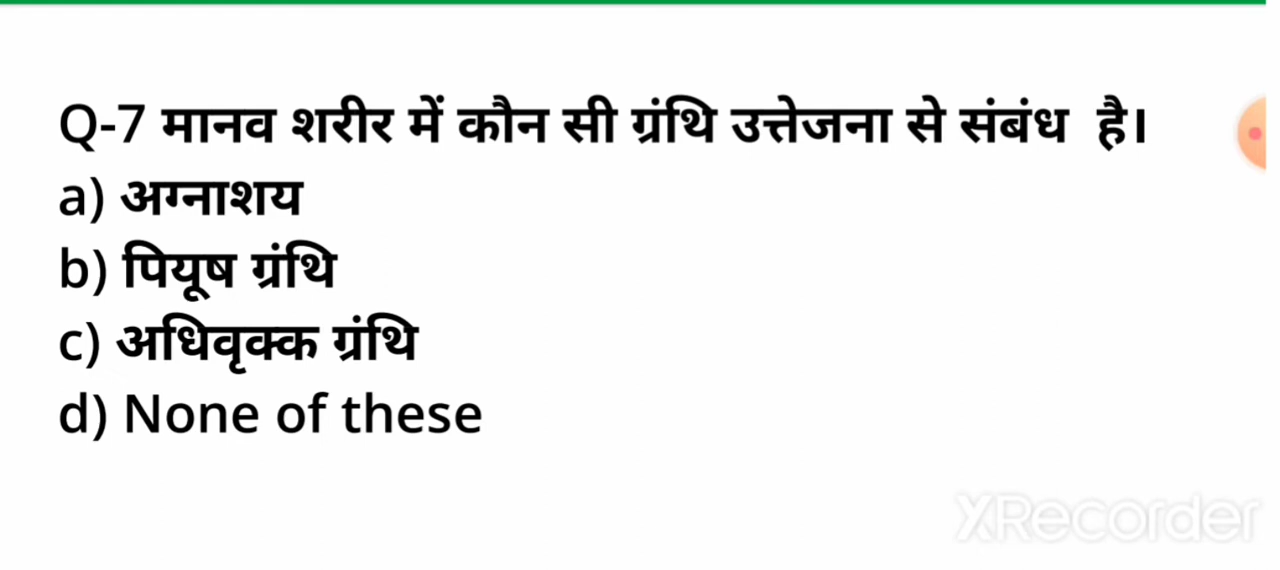 Q-7 मानव शरीर में कौन सी ग्रंथि उत्तेजना से संबंध है।
a) अग्नाशय
b) पियूष ग्रंथि
c) अधिवृक्क ग्रंथि
d) None of these
XRecorder